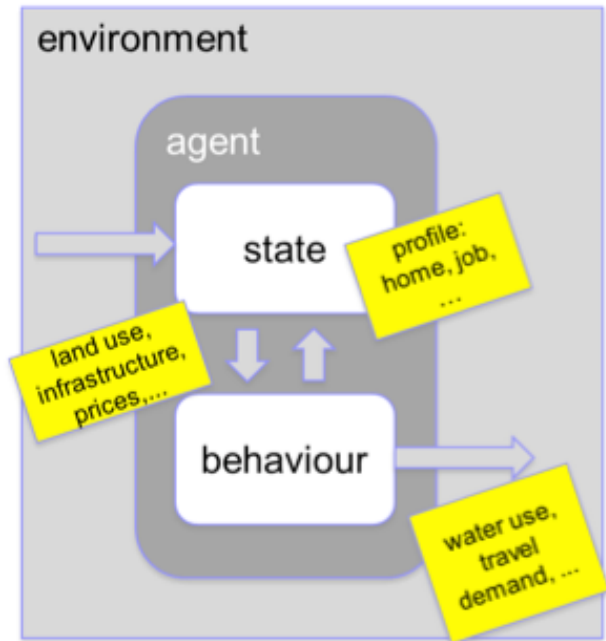 environment
agent
state
profile:
home, job,
...
land use,
infrastructure,
prices,...
behaviour
water use,
travel
demand, ...